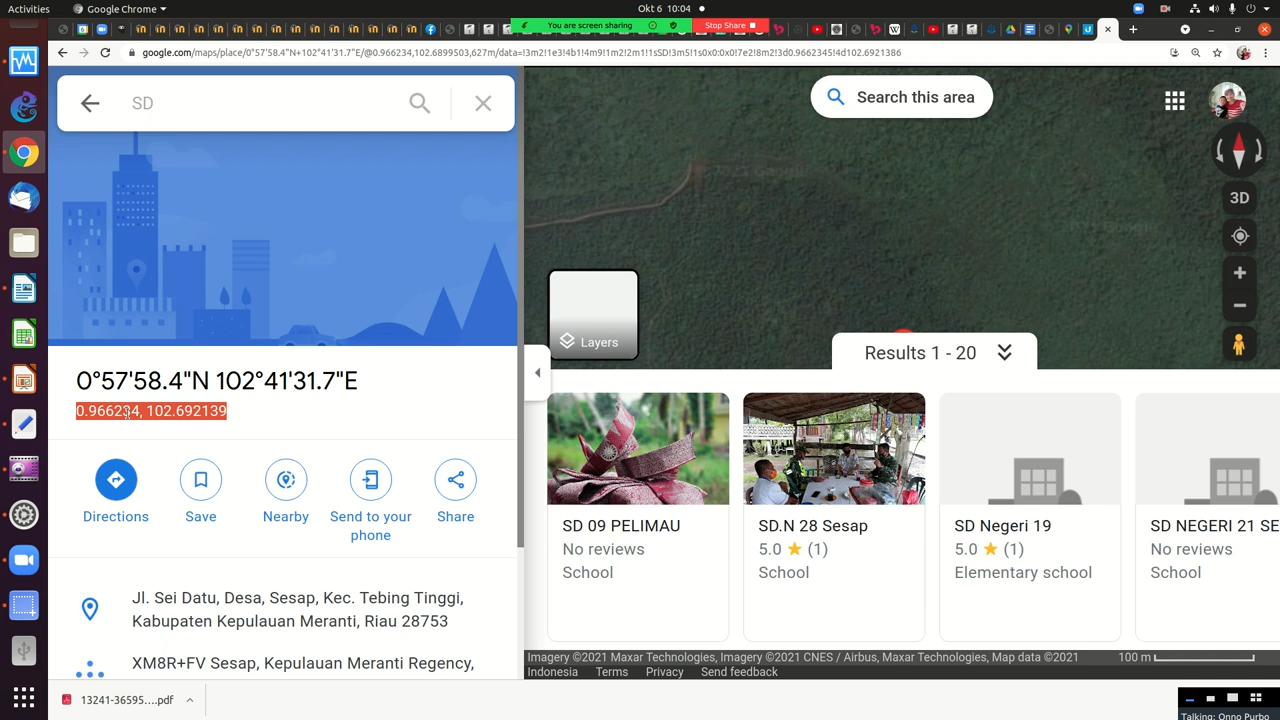 Activities
Google Chrome
Okt 6 10:04
You are screen sharing
Stop Share
google.com/maps/place/0°57'58.4"N+102°41'31.7"E/@0.966234,102.6899503,627m/data=!3m2!1e3!4b1!4m9!1m2!2m1!1sSD!3m5!1s0x0:0x0!7e2!8m2!3d0.9662345!4d102.6921386
SD
Search this area
3D
Layers
Results 1 - 20
0°57'58.4"N 102°41'31.7"E
0.966234, 102.692139
Directions
Save
Nearby
Send to your
phone
Share
Jl. Sei Datu, Desa, Sesap, Kec. Tebing Tinggi,
Kabupaten Kepulauan Meranti, Riau 28753
XM8R+FV Sesap, Kepulauan Meranti Regency,
SD 09 PELIMAU
No reviews
School
SD.N 28 Sesap
5.0 ★ (1)
School
SD Negeri 19
5.0 ★ (1)
Elementary school
SD NEGERI 21 SE
No reviews
School
Imagery ©2021 Maxar Technologies, Imagery ©2021 CNES / Airbus, Maxar Technologies, Map data ©2021
100 m
Indonesia
Terms
Privacy
Send feedback
13241-36595....pdf
Talking: Onno Purbo